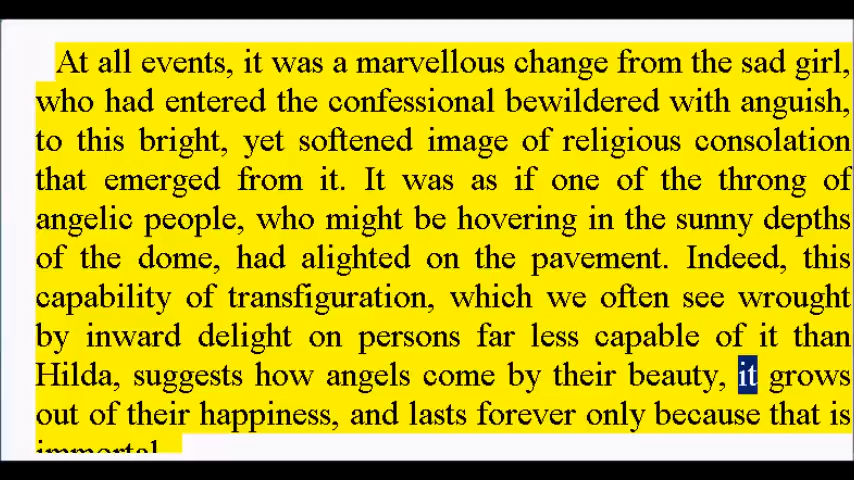 At all events, it was a marvellous change from the sad girl,
who had entered the confessional bewildered with anguish,
to this bright, yet softened image of religious consolation
that emerged from it. It was as if one of the throng of
angelic people, who might be hovering in the sunny depths
of the dome, had alighted on the pavement. Indeed, this
capability of transfiguration, which we often see wrought
by inward delight on persons far less capable of it than
Hilda, suggests how angels come by their beauty, it grows
out of their happiness, and lasts forever only because that is
immortal.